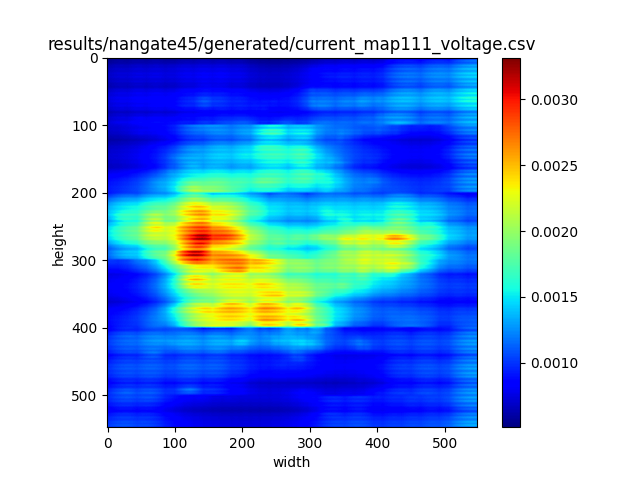 results/nangate45/generated/current_map111_voltage.csv
0
100
200
300
400
500
height
0 100 200 300 400 500
width
0.0030
0.0025
0.0020
0.0015
0.0010